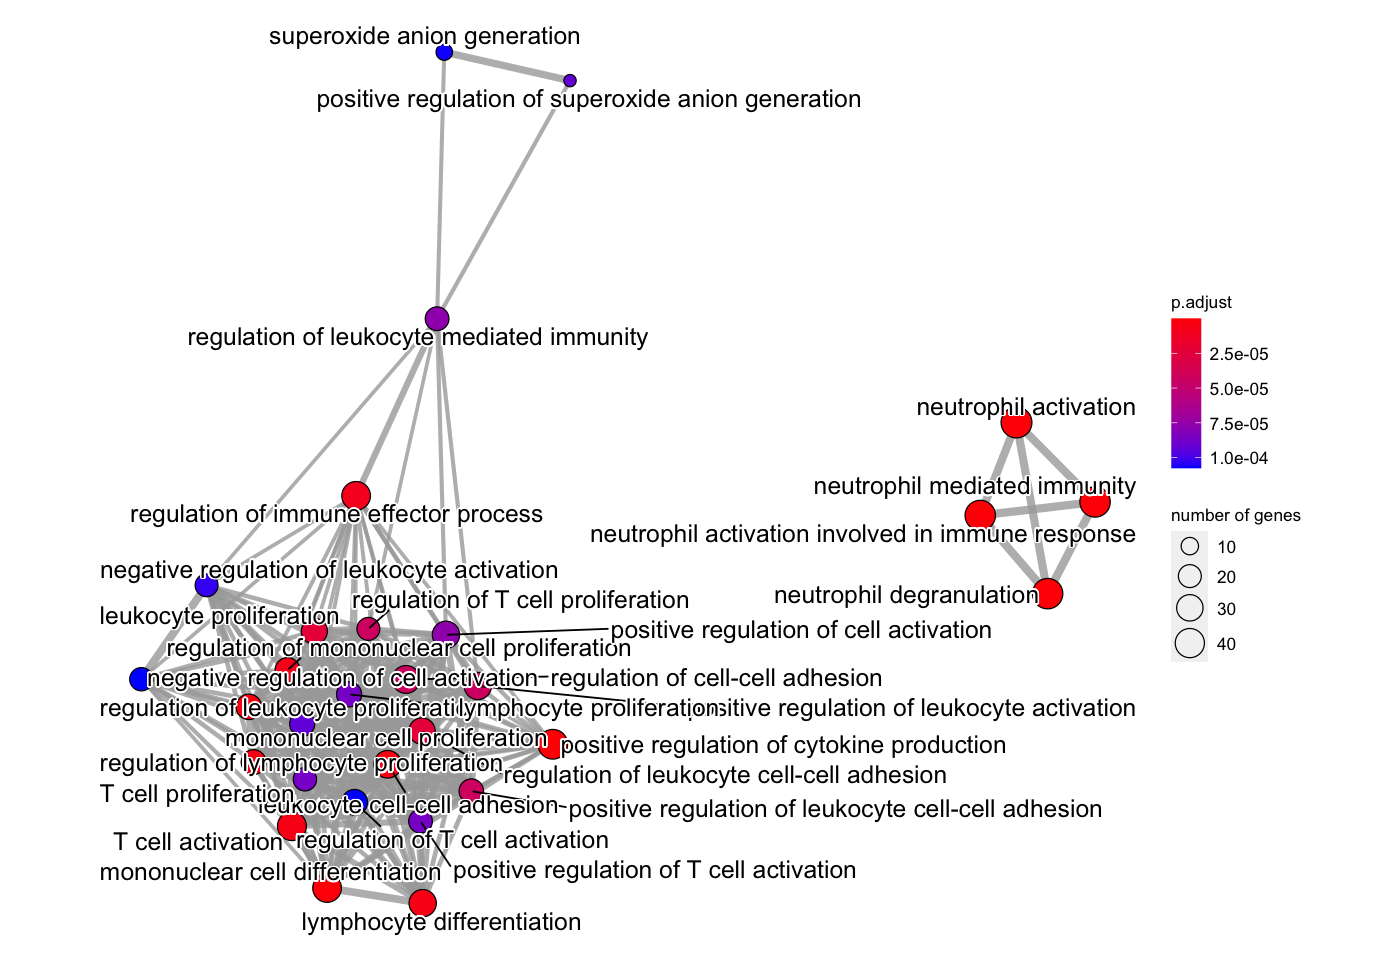 superoxide anion generation
positive regulation of superoxide anion generation
regulation of leukocyte mediated immunity
p.adjust
2.5e-05
5.0e-05
7.5e-05
1.0e-04
neutrophil activation
neutrophil mediated immunity
regulation of immune effector process
number of genes
neutrophil activation involved in immune response
10
20
30
40
negative regulation of leukocyte activation
neutrophil degranulation
regulation of T cell proliferation
leukocyte proliferation
positive regulation of cell activation
regulation of mononuclear cell proliferation
negative regulation of cell activation
regulation of cell-cell adhesion
regulation of leukocyte proliferation
lymphocyte proliferation
positive regulation of leukocyte activation
mononuclear cell proliferation
positive regulation of cytokine production
regulation of lymphocyte proliferation
regulation of leukocyte cell-cell adhesion
T cell proliferation
leukocyte cell-cell adhesion
positive regulation of leukocyte cell-cell adhesion
T cell activation
regulation of T cell activation
mononuclear cell differentiation
positive regulation of T cell activation
lymphocyte differentiation